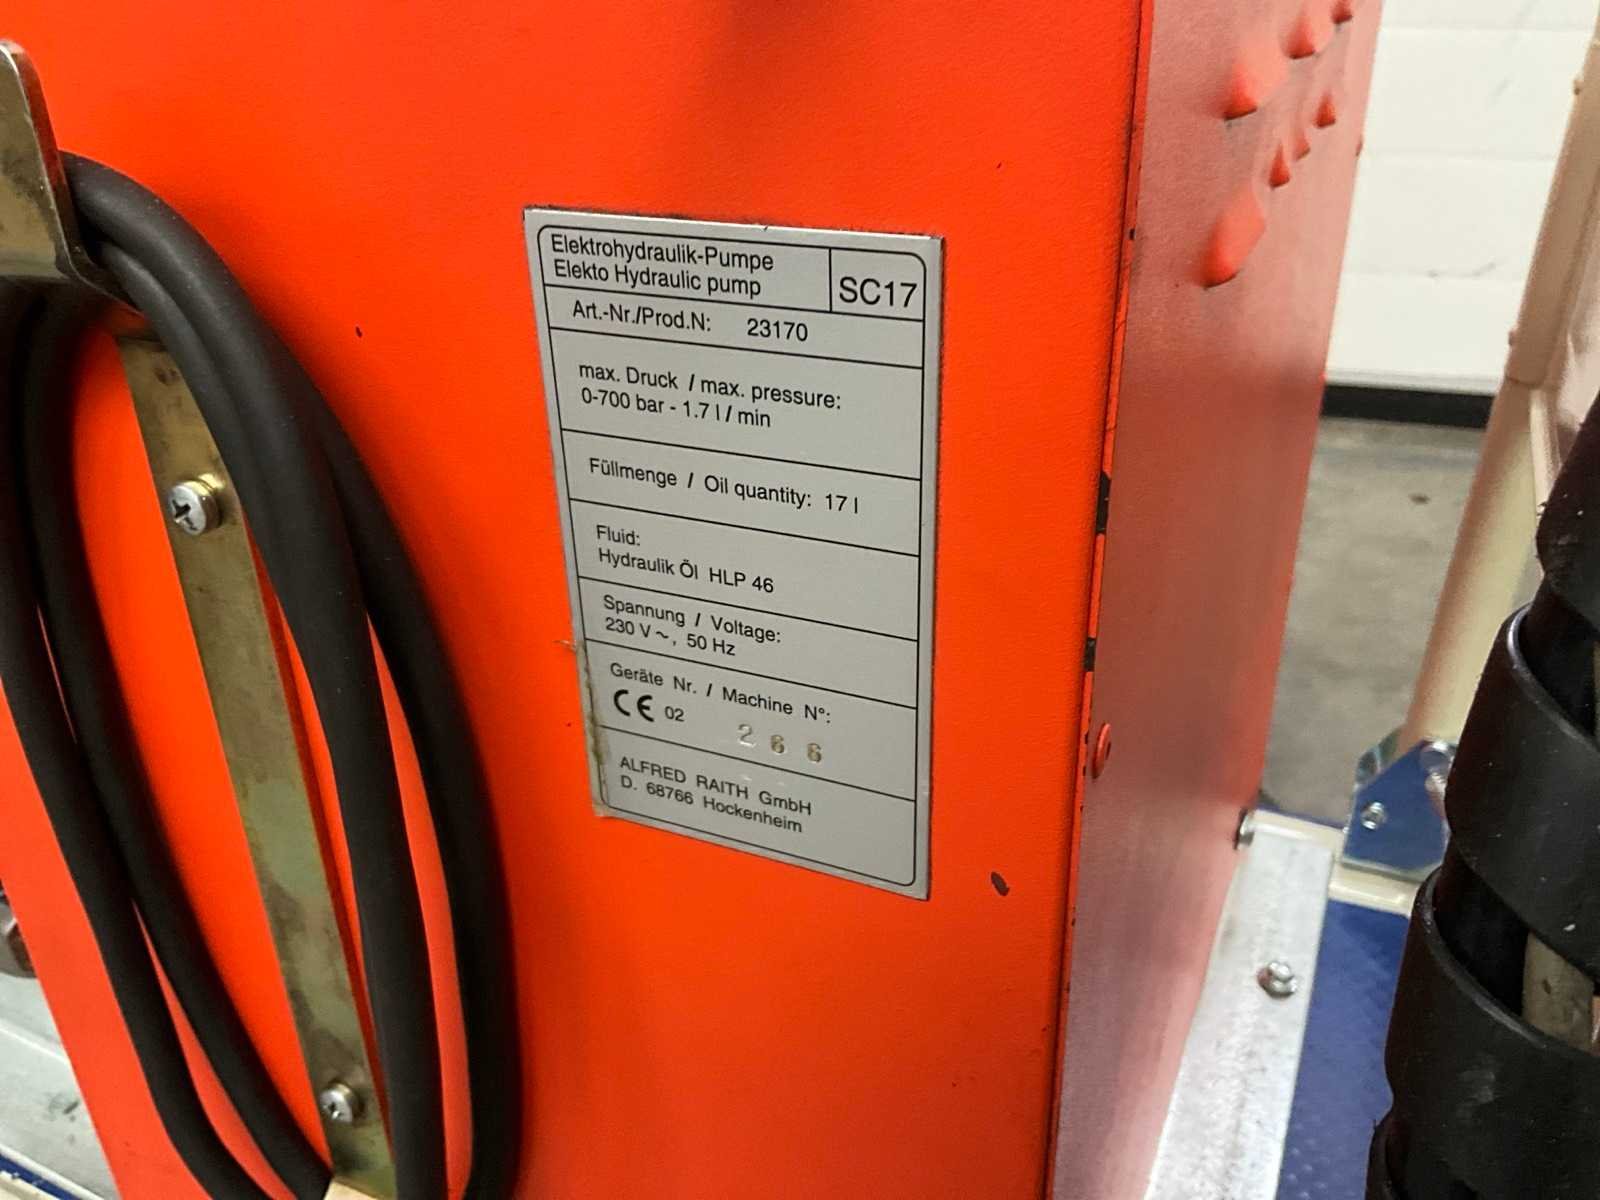 Elektrohydraulik-Pumpe
Elekto Hydraulic pump
SC17
Art.-Nr./Prod.N: 23170
max. Druck / max. pressure:
0-700 bar - 1.7 l / min
Füllmenge / Oil quantity: 17 l
Fluid:
Hydraulik Öl HLP 46
Spannung / Voltage:
230 V ~, 50 Hz
Geräte Nr. / Machine N°:
CE 02 266
ALFRED RAITH GmbH
D. 68766 Hockenheim